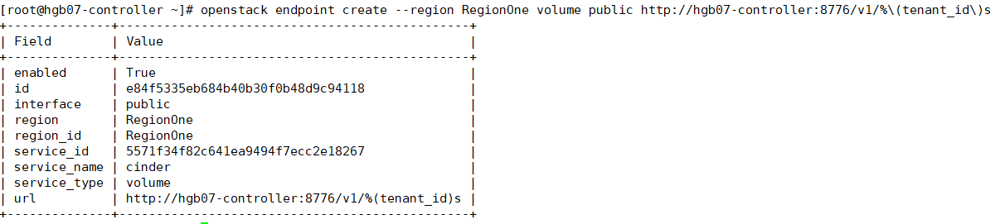 [root@hgb07-controller ~]# openstack endpoint create --region RegionOne volume public http://hgb07-controller:8776/v1/%\(tenant_id\)s
+--------------+--------------------------------------------+
| Field        | Value                                      |
+--------------+--------------------------------------------+
| enabled      | True                                       |
| id           | e84f5335eb684b40b30f0b48d9c94118           |
| interface    | public                                     |
| region       | RegionOne                                  |
| region_id    | RegionOne                                  |
| service_id   | 5571f34f82c641ea9494f7ecc2e18267           |
| service_name | cinder                                     |
| service_type | volume                                     |
| url          | http://hgb07-controller:8776/v1/%(tenant_id)s |
+--------------+--------------------------------------------+